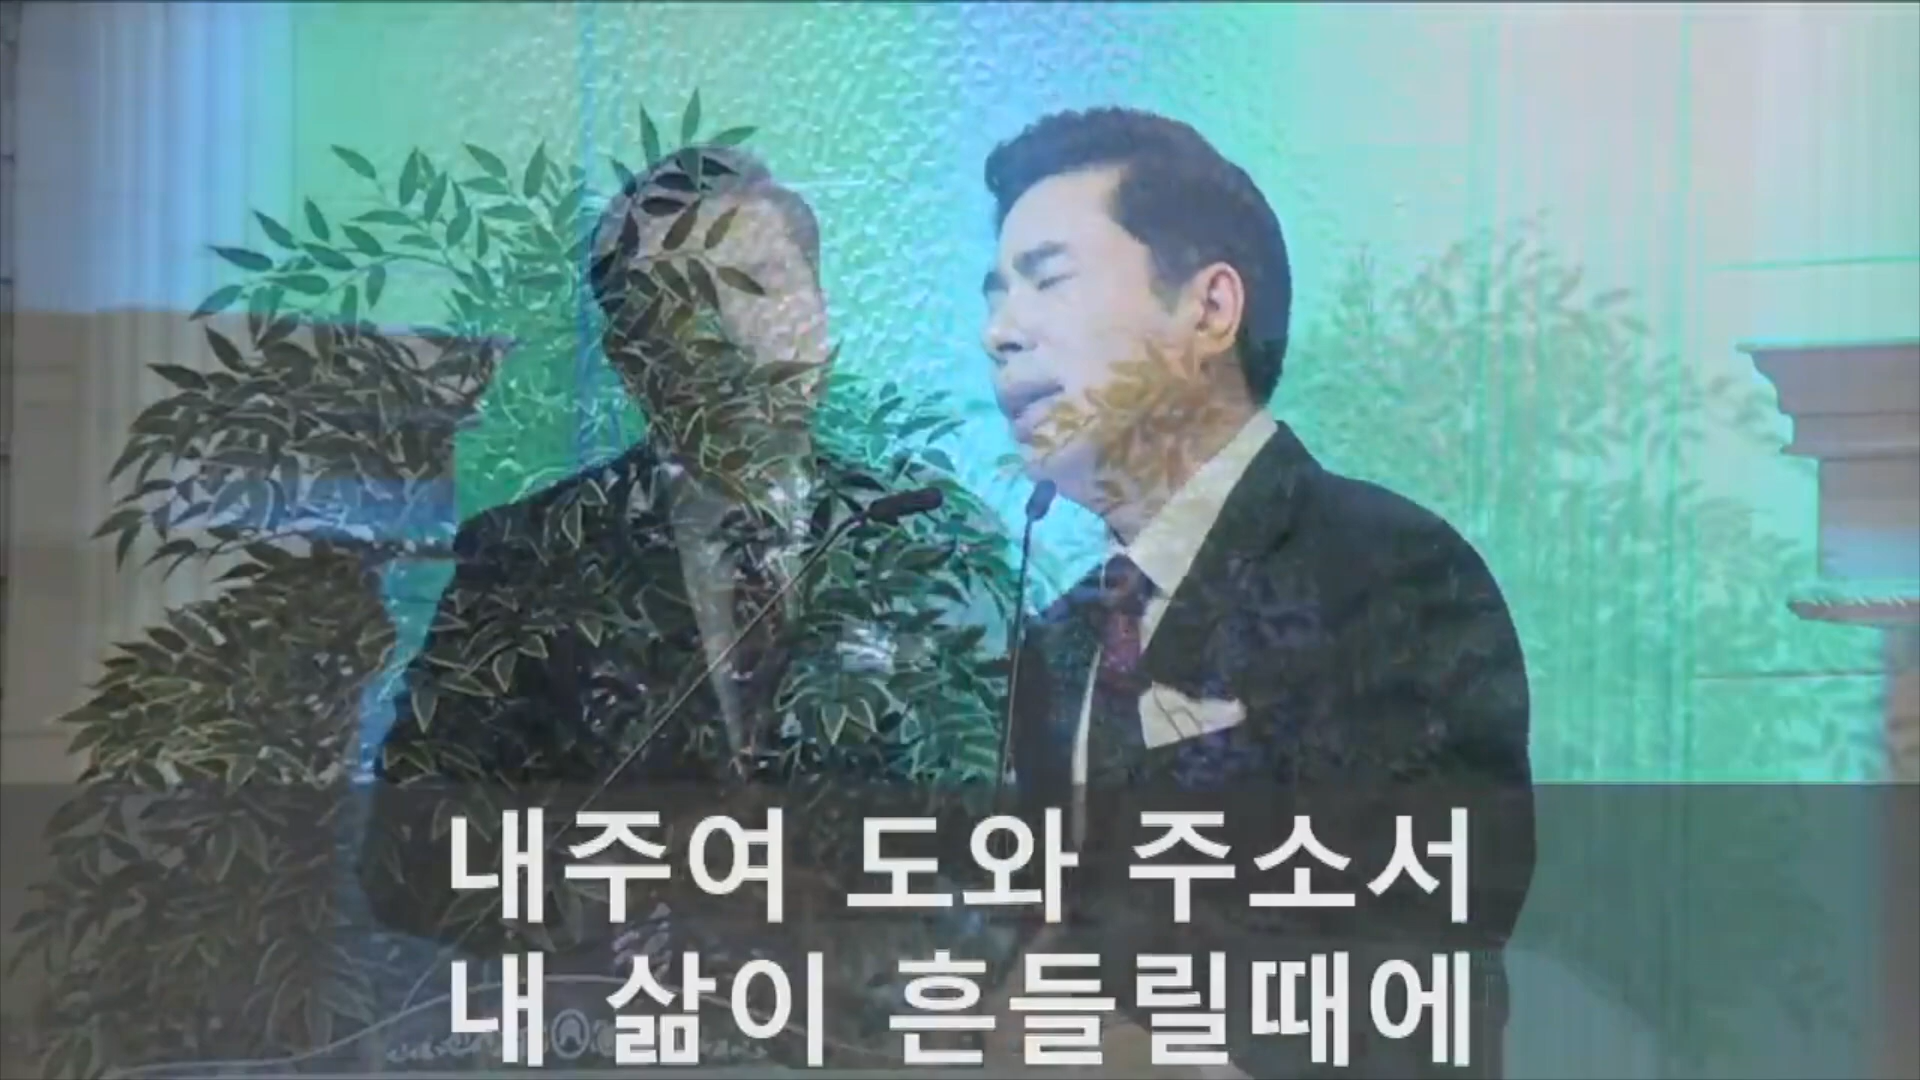 내주여 도와 주소서
내 삶이 흔들릴때에